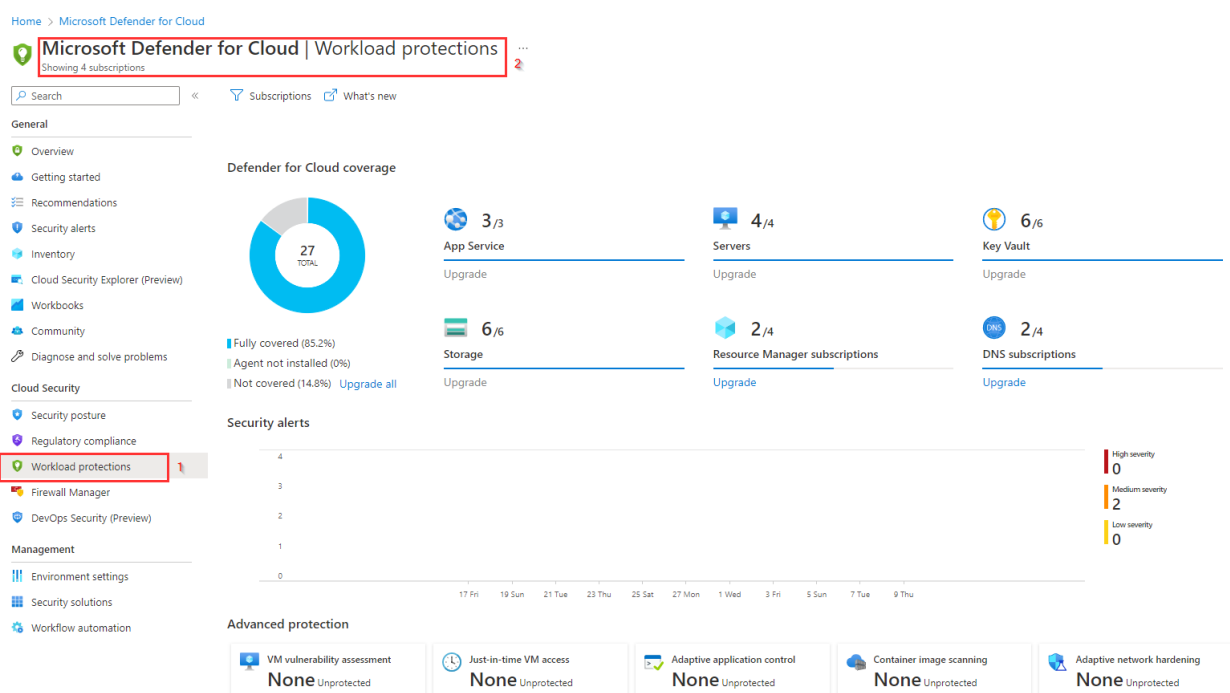 Home > Microsoft Defender for Cloud
Microsoft Defender for Cloud | Workload protections ...
Showing 4 subscriptions
2
Search «
Subscriptions What's new
General
Overview
Getting started
Recommendations
Security alerts
Inventory
Cloud Security Explorer (Preview)
Workbooks
Community
Diagnose and solve problems
Cloud Security
Security posture
Regulatory compliance
Workload protections 1
Firewall Manager
DevOps Security (Preview)
Management
Environment settings
Security solutions
Workflow automation
Defender for Cloud coverage
27
TOTAL
Fully covered (85.2%)
Agent not installed (0%)
Not covered (14.8%) Upgrade all
3/3
App Service
Upgrade
4/4
Servers
Upgrade
6/6
Key Vault
Upgrade
6/6
Storage
Upgrade
2/4
Resource Manager subscriptions
Upgrade
DNS
2/4
DNS subscriptions
Upgrade
Security alerts
4
3
2
1
0
17 Fri 19 Sun 21 Tue 23 Thu 25 Sat 27 Mon 1 Wed 3 Fri 5 Sun 7 Tue 9 Thu
High severity
0
Medium severity
2
Low severity
0
Advanced protection
VM vulnerability assessment
None Unprotected
Just-in-time VM access
None Unprotected
Adaptive application control
None Unprotected
Container image scanning
None Unprotected
Adaptive network hardening
None Unprotected